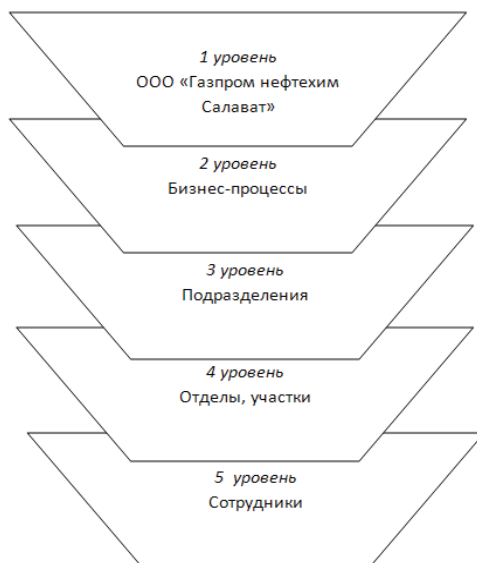 1 уровень
ООО «Газпром нефтехим
Салават»
2 уровень
Бизнес-процессы
3 уровень
Подразделения
4 уровень
Отделы, участки
5 уровень
Сотрудники